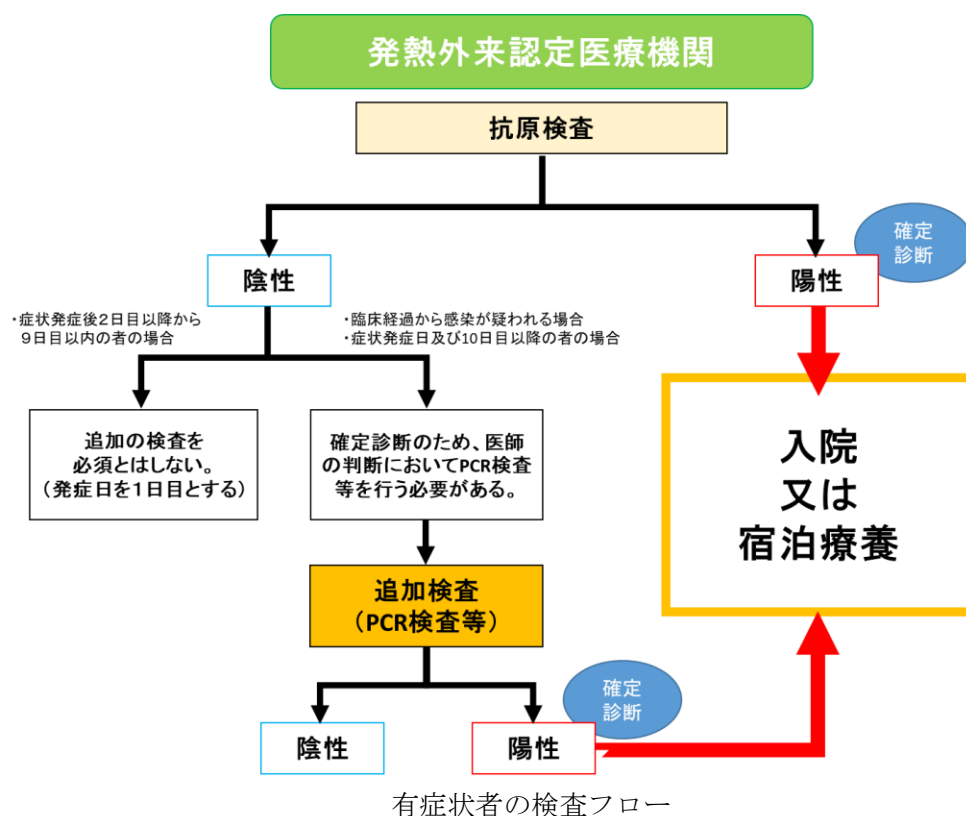 発熱外来認定医療機関
抗原検査
確定
診断
陰性
陽性
・症状発症後２日目以降から
９日目以内の者の場合
・臨床経過から感染が疑われる場合
・症状発症日及び10日目以降の者の場合
追加の検査を
必須とはしない。
（発症日を１日目とする）
確定診断のため、医師
の判断においてPCR検査
等を行う必要がある。
入院
又は
宿泊療養
追加検査
（PCR検査等）
確定
診断
陰性
陽性
有症状者の検査フロー